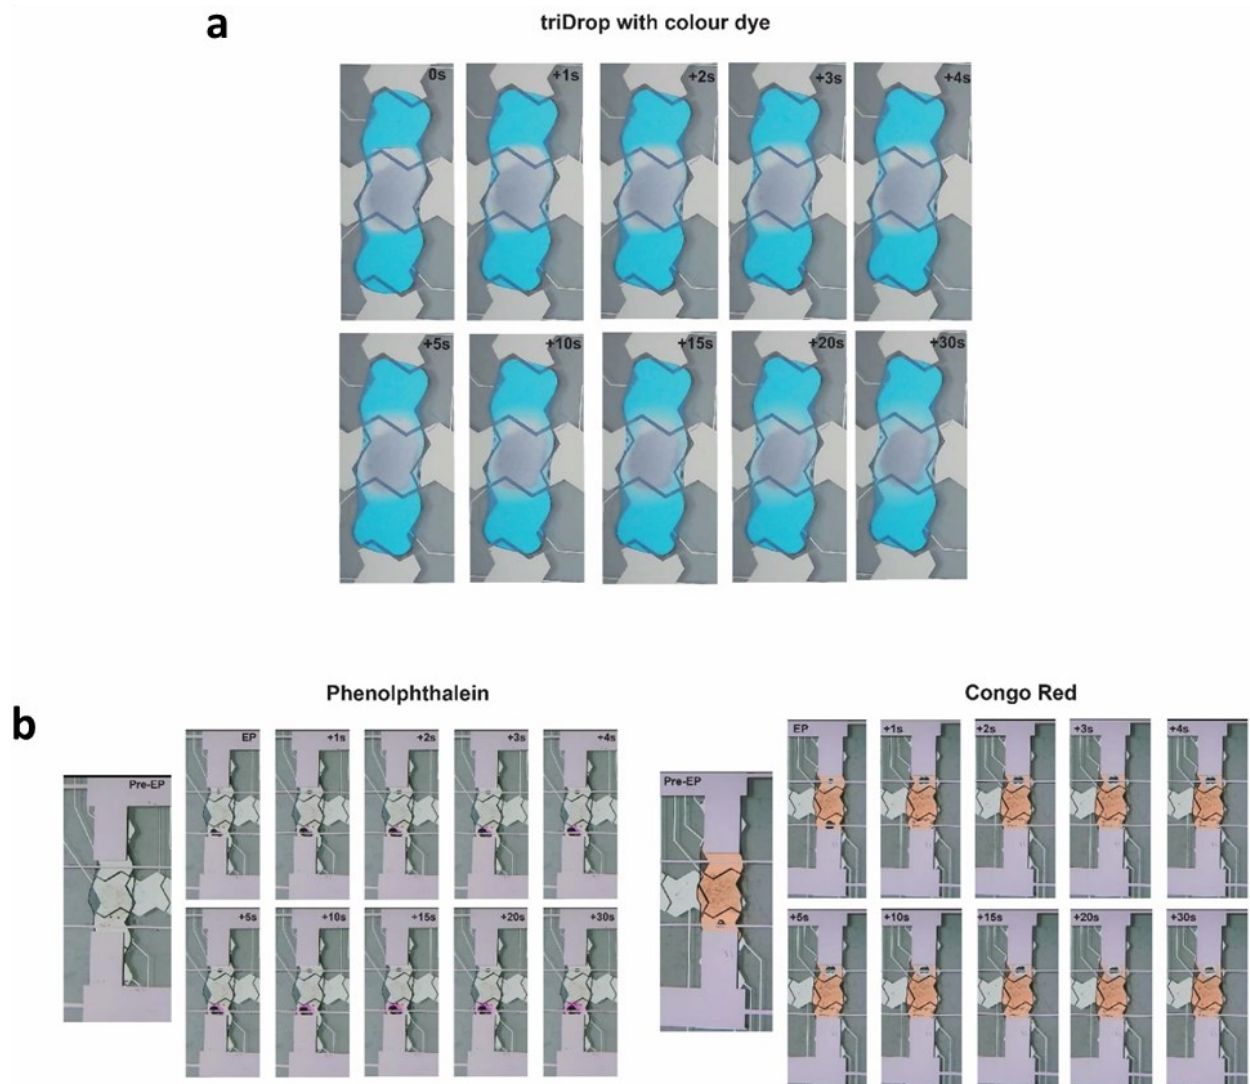 a
triDrop with colour dye
0s +1s +2s +3s +4s
+5s +10s +15s +20s +30s
b
Phenolphthalein
Pre-EP
EP +1s +2s +3s +4s
+5s +10s +15s +20s +30s
Congo Red
Pre-EP
EP +1s +2s +3s +4s
+5s +10s +15s +20s +30s